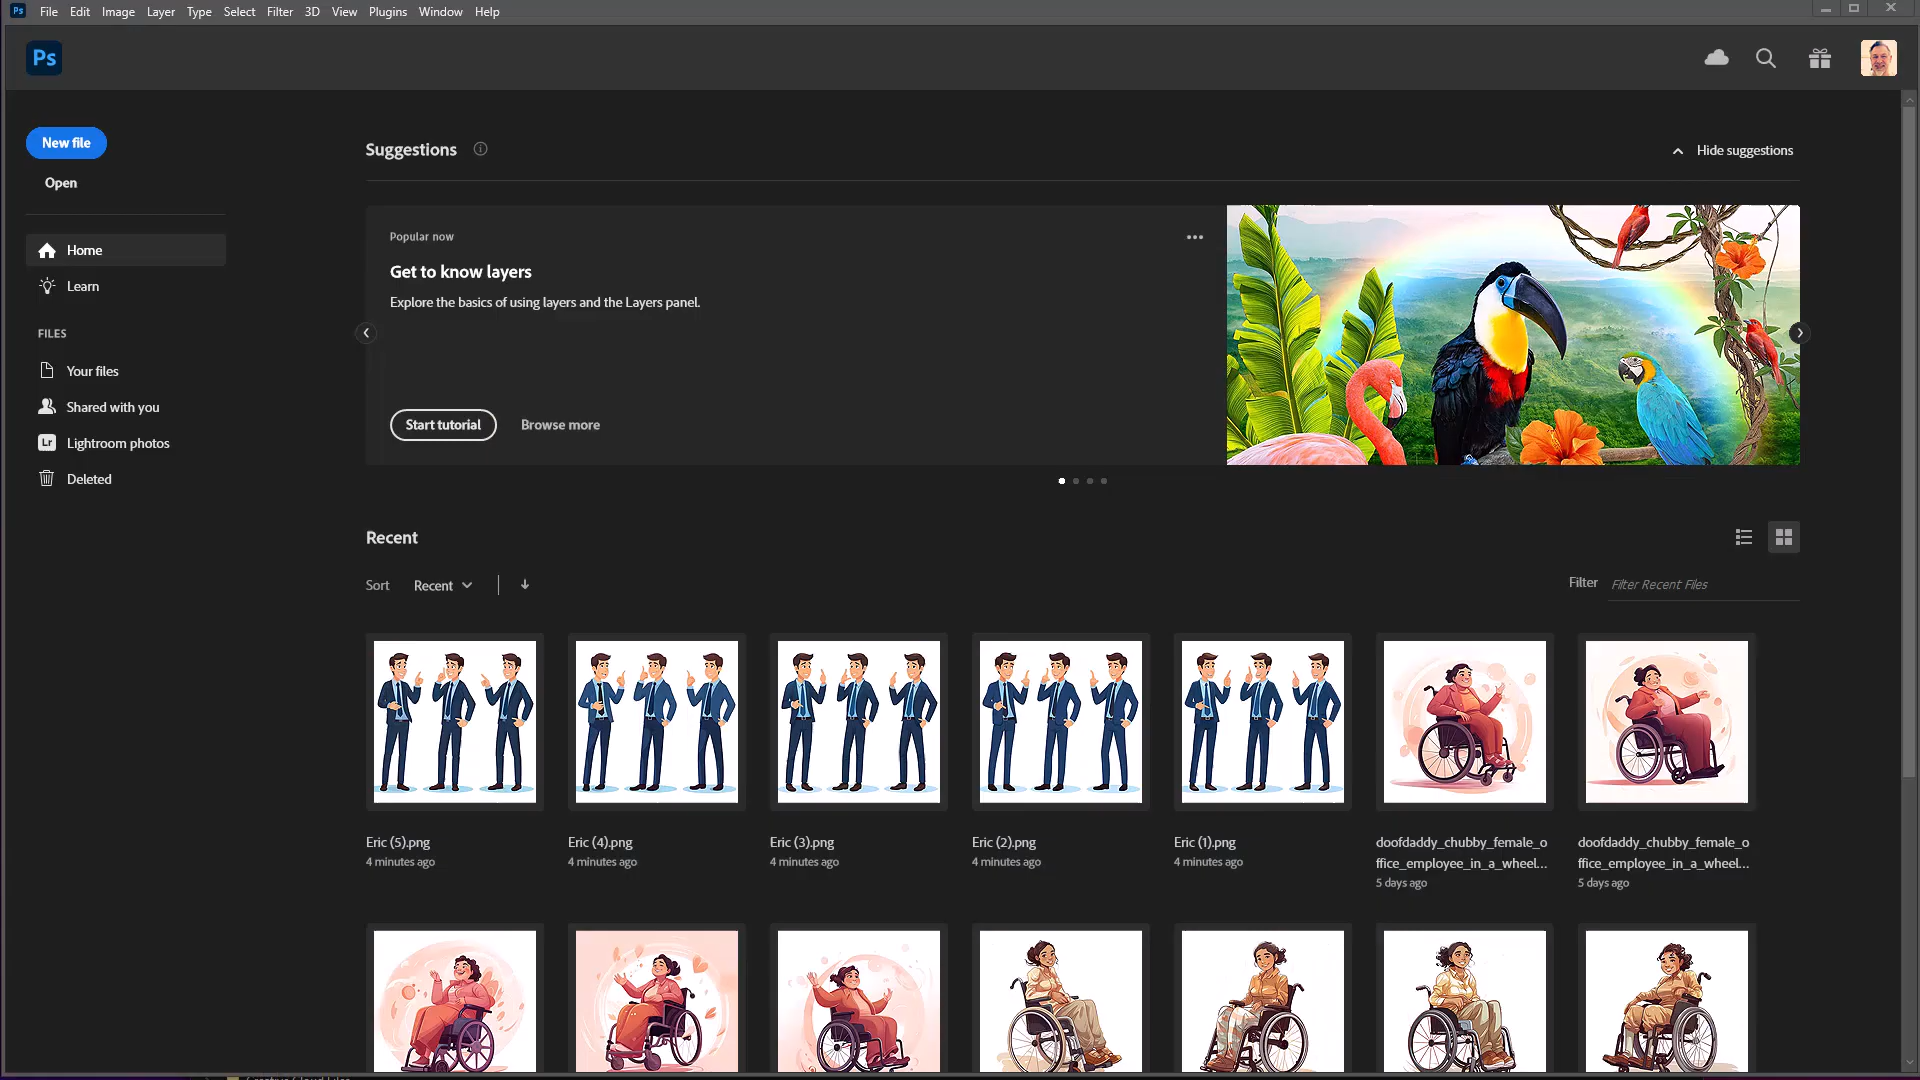 Ps File Edit Image Layer Type Select Filter 3D View Plugins Window Help
Ps
New file
Open
Home
Learn
FILES
Your files
Shared with you
Lr Lightroom photos
Deleted
Suggestions
Hide suggestions
Popular now
Get to know layers
Explore the basics of using layers and the Layers panel.
Start tutorial Browse more
Recent
Sort Recent
Filter Filter Recent Files
Eric (5).png
4 minutes ago
Eric (4).png
4 minutes ago
Eric (3).png
4 minutes ago
Eric (2).png
4 minutes ago
Eric (1).png
4 minutes ago
doofdaddy_chubby_female_o
ffice_employee_in_a_wheel...
5 days ago
doofdaddy_chubby_female_o
ffice_employee_in_a_wheel...
5 days ago